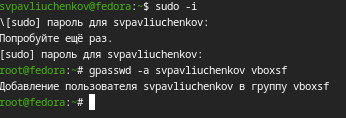 svpavliuchenkov@fedora:~$ sudo -i
\[sudo] пароль для svpavliuchenkov:
Попробуйте ещё раз.
[sudo] пароль для svpavliuchenkov:
root@fedora:~# gpasswd -a svpavliuchenkov vboxsf
Добавление пользователя svpavliuchenkov в группу vboxsf
root@fedora:~#